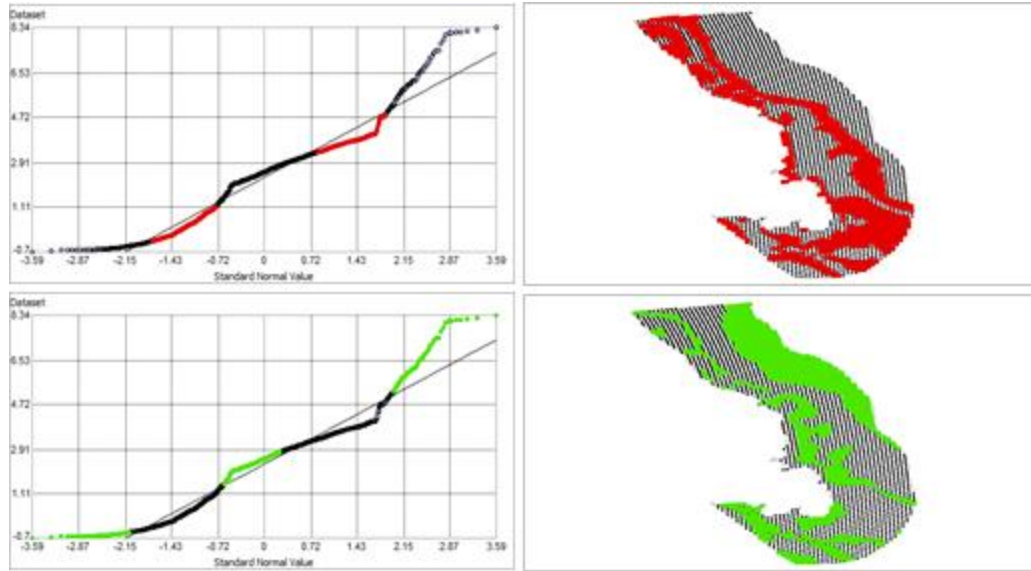 Dataset
8.34
6.53
4.72
2.91
1.11
-0.7
-3.59 -2.87 -2.15 -1.43 -0.72 0 0.72 1.43 2.15 2.87 3.59
Standard Normal Value
Dataset
8.34
6.53
4.72
2.91
1.11
-0.7
-3.59 -2.87 -2.15 -1.43 -0.72 0 0.72 1.43 2.15 2.87 3.59
Standard Normal Value